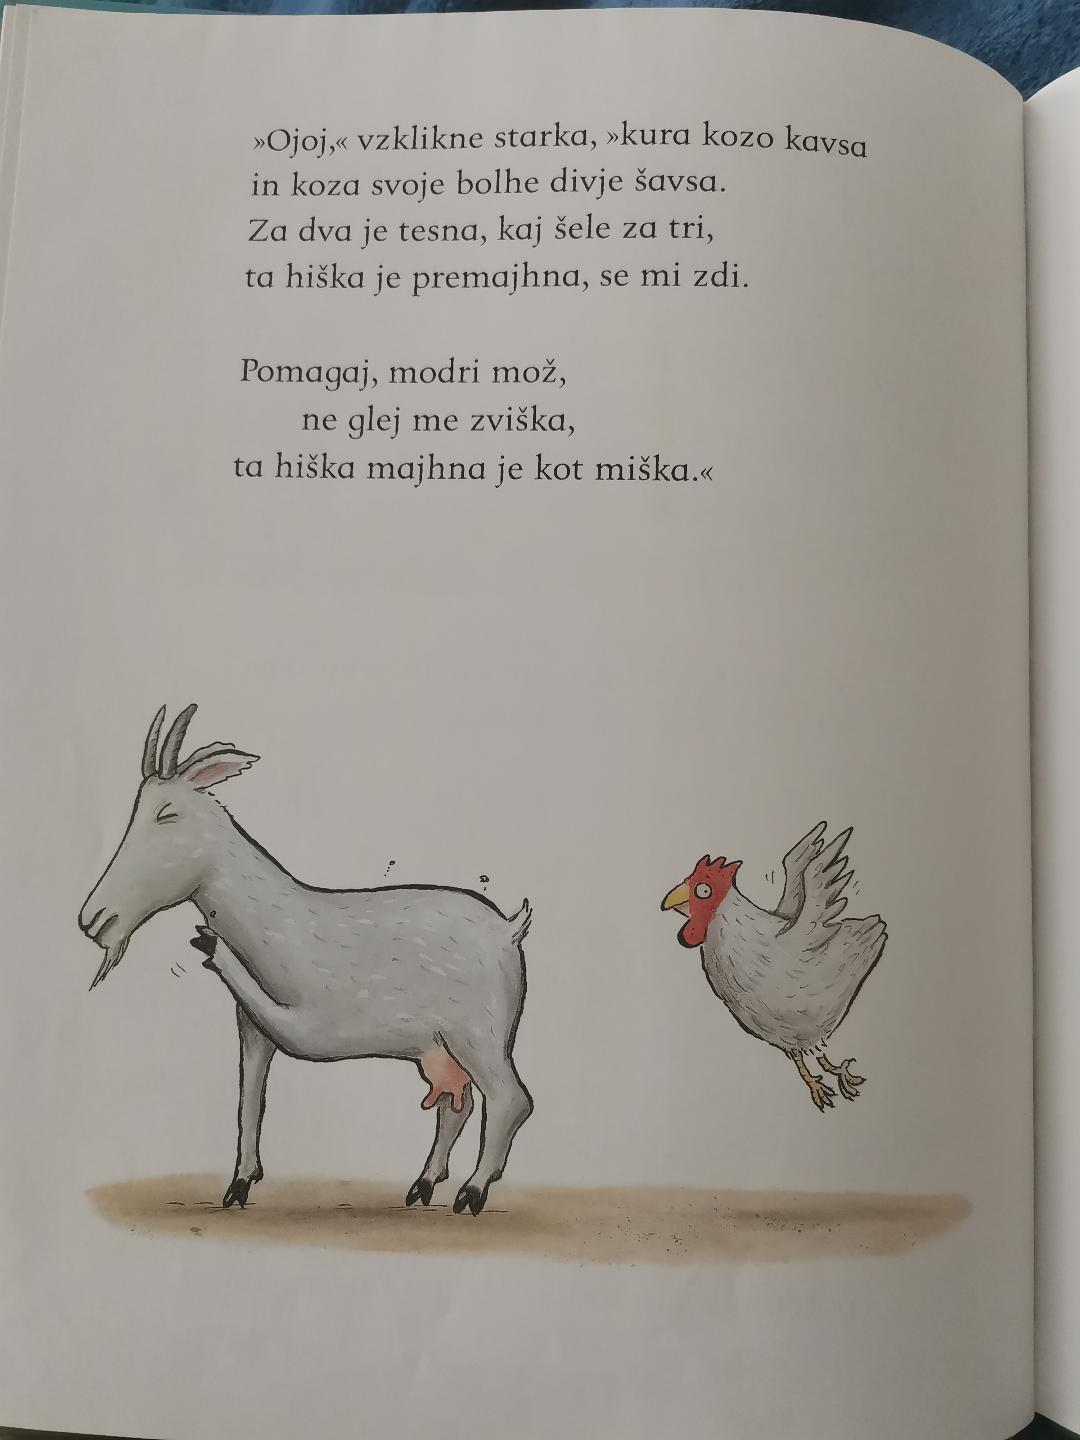 »Ojoj,« vzklikne starka, »kura kozo kavsa
in koza svoje bolhe divje šavsa.
Za dva je tesna, kaj šele za tri,
ta hiška je premajhna, se mi zdi.
Pomagaj, modri mož,
ne glej me zviška,
ta hiška majhna je kot miška.«